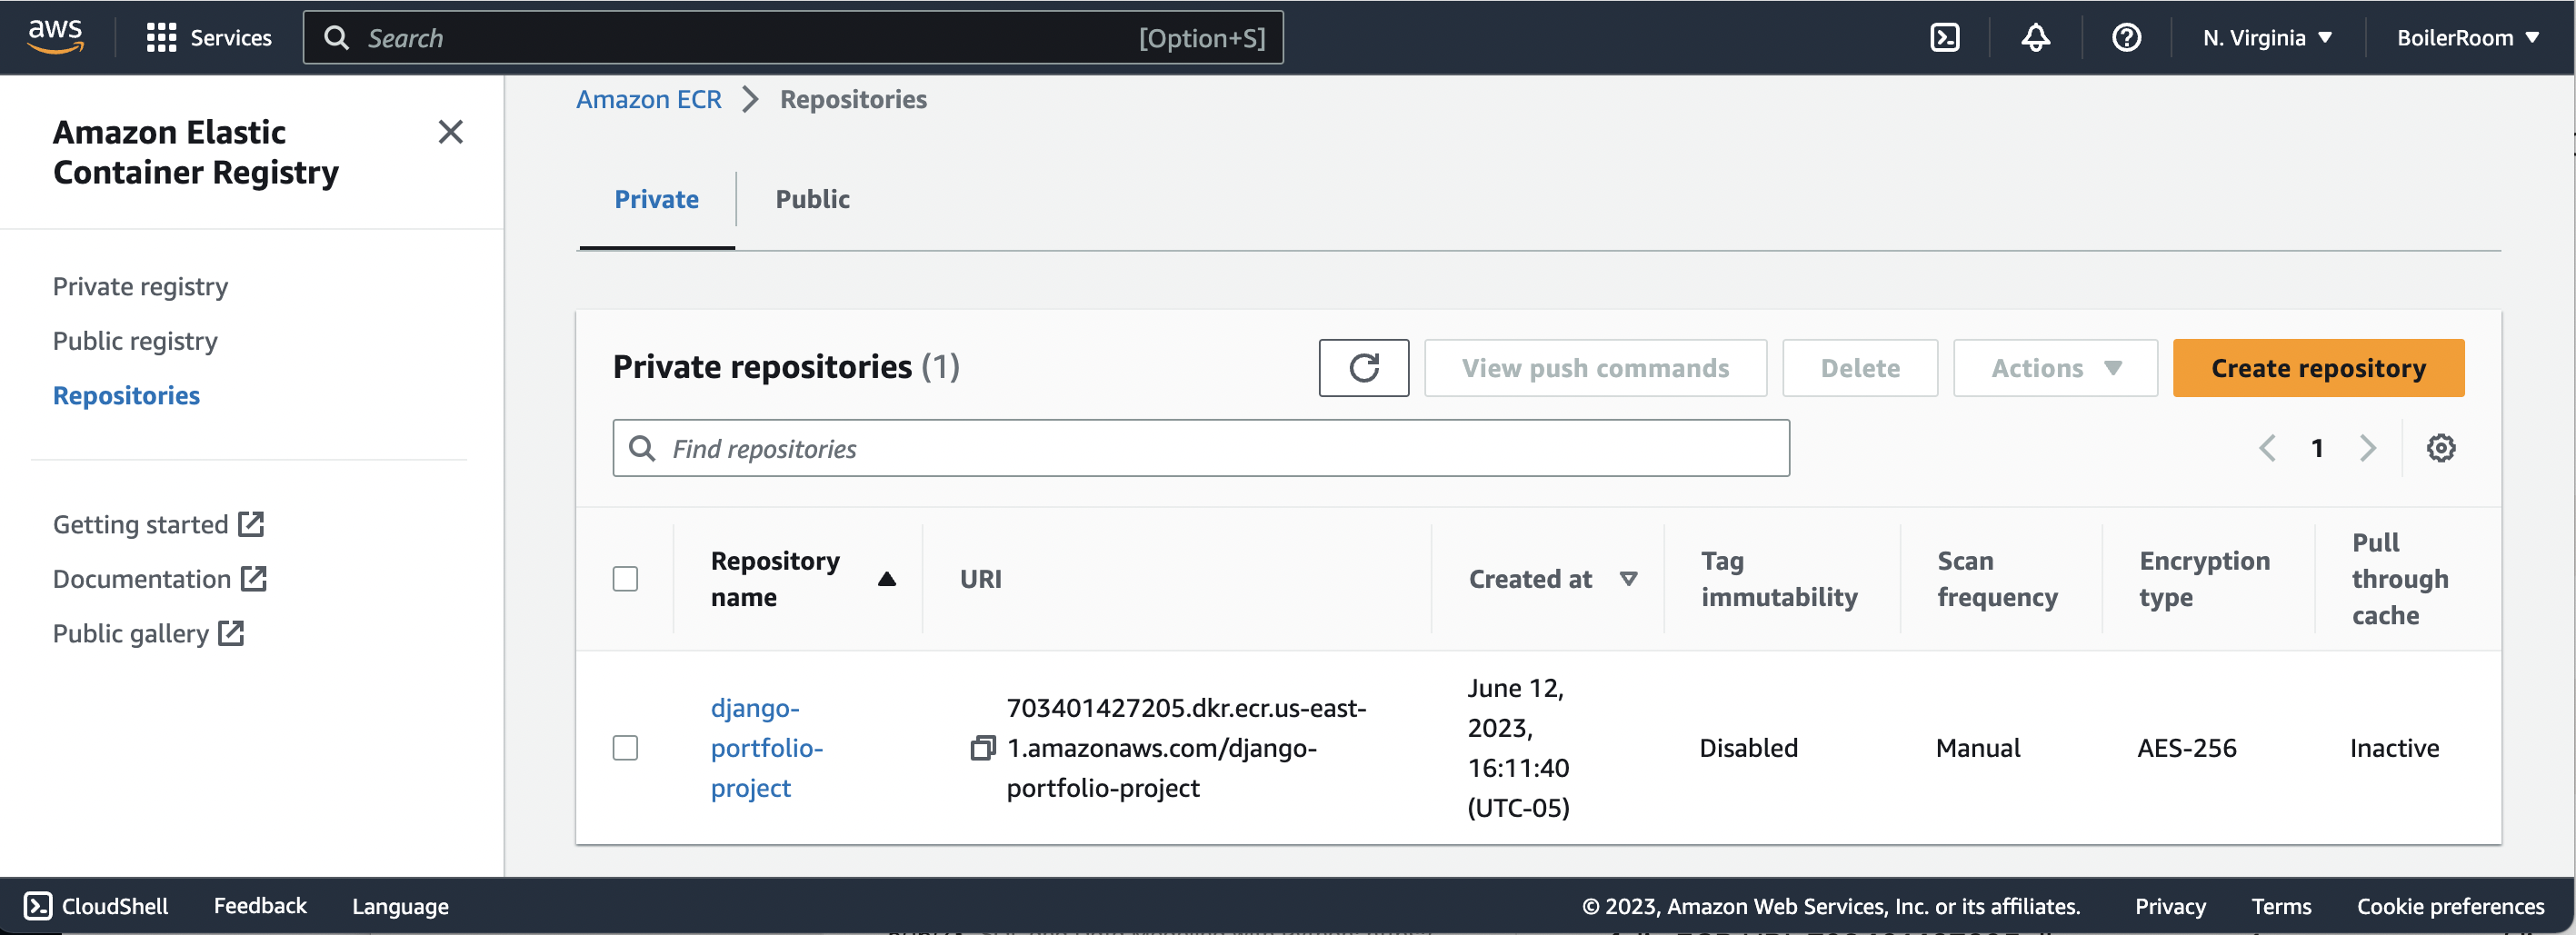 aws
Services
Search
[Option+S]
N. Virginia
BoilerRoom
Amazon Elastic
Container Registry
Private registry
Public registry
Repositories
Getting started
Documentation
Public gallery
Amazon ECR
Repositories
Private
Public
Private repositories (1)
View push commands
Delete
Actions
Create repository
Find repositories
1
Repository
name
URI
Created at
Tag
immutability
Scan
frequency
Encryption
type
Pull
through
cache
django-
portfolio-
project
703401427205.dkr.ecr.us-east-
1.amazonaws.com/django-
portfolio-project
June 12,
2023,
16:11:40
(UTC-05)
Disabled
Manual
AES-256
Inactive
CloudShell
Feedback
Language
© 2023, Amazon Web Services, Inc. or its affiliates.
Privacy
Terms
Cookie preferences